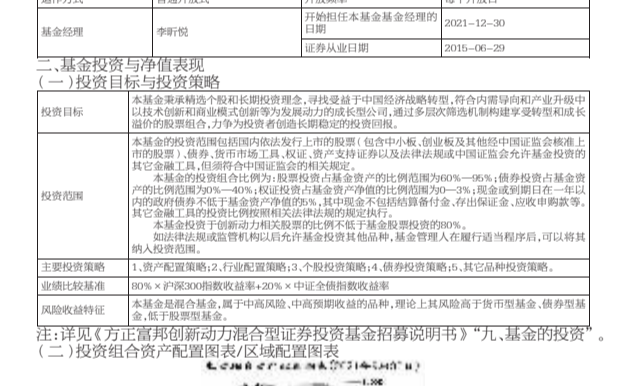 运作方式 普通开放式 开放频率 每个开放日
基金经理 李昕悦 开始担任本基金基金经理的
日期 2021-12-30
证券从业日期 2015-06-29
二、基金投资与净值表现
(一)投资目标与投资策略
投资目标 本基金秉承精选个股和长期投资理念,寻找受益于中国经济战略转型,符合内需导向和产业升级中
以技术创新和商业模式创新等为发展动力的成长型公司,通过多层次筛选机制构建享受转型和成长
溢价的股票组合,力争为投资者创造长期稳定的投资回报。
投资范围 本基金的投资范围包括国内依法发行上市的股票(包含中小板、创业板及其他经中国证监会核准上
市的股票)、债券、货币市场工具、权证、资产支持证券以及法律法规或中国证监会允许基金投资的
其它金融工具,但须符合中国证监会的相关规定。
本基金的投资组合比例为:股票投资占基金资产的比例范围为60%—95%;债券投资占基金资
产的比例范围为0%—40%;权证投资占基金资产净值的比例范围为0—3%;现金或到期日在一年以
内的政府债券不低于基金资产净值的5%,其中现金不包括结算备付金、存出保证金、应收申购款等。
其它金融工具的投资比例按照相关法律法规的规定执行。
本基金投资于创新动力相关股票的比例不低于基金股票投资的80%。
如法律法规或监管机构以后允许基金投资其他品种,基金管理人在履行适当程序后,可以将其
纳入投资范围。
主要投资策略 1、资产配置策略;2、行业配置策略;3、个股投资策略;4、债券投资策略;5、其它品种投资策略。
业绩比较基准 80%×沪深300指数收益率+20%×中证全债指数收益率
风险收益特征 本基金是混合基金,属于中高风险、中高预期收益的品种,理论上其风险高于货币型基金、债券型基
金,低于股票型基金。
注:详见《方正富邦创新动力混合型证券投资基金招募说明书》“九、基金的投资”。
(二)投资组合资产配置图表/区域配置图表